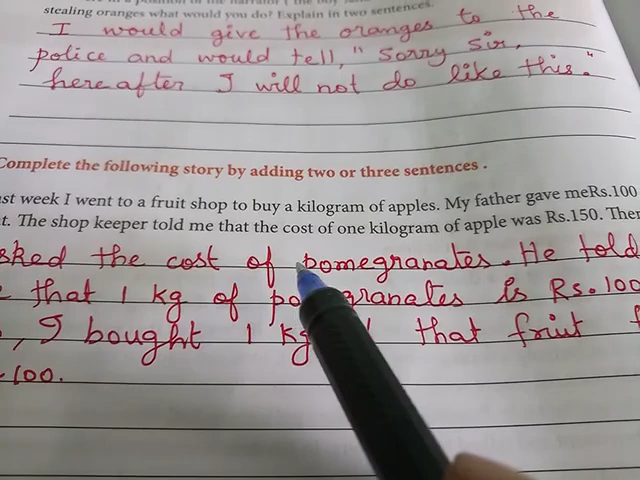 stealing oranges what would you do? Explain in two sentences.
I would give the oranges to the
police and would tell, "Sorry sir,
hereafter I will not do like this."
Complete the following story by adding two or three sentences .
st week I went to a fruit shop to buy a kilogram of apples. My father gave meRs.100
t. The shop keeper told me that the cost of one kilogram of apple was Rs.150. Then
sked the cost of pomegranates. He told
that 1 kg of po granates is Rs. 100
, I bought 1 kg that friut f
100.